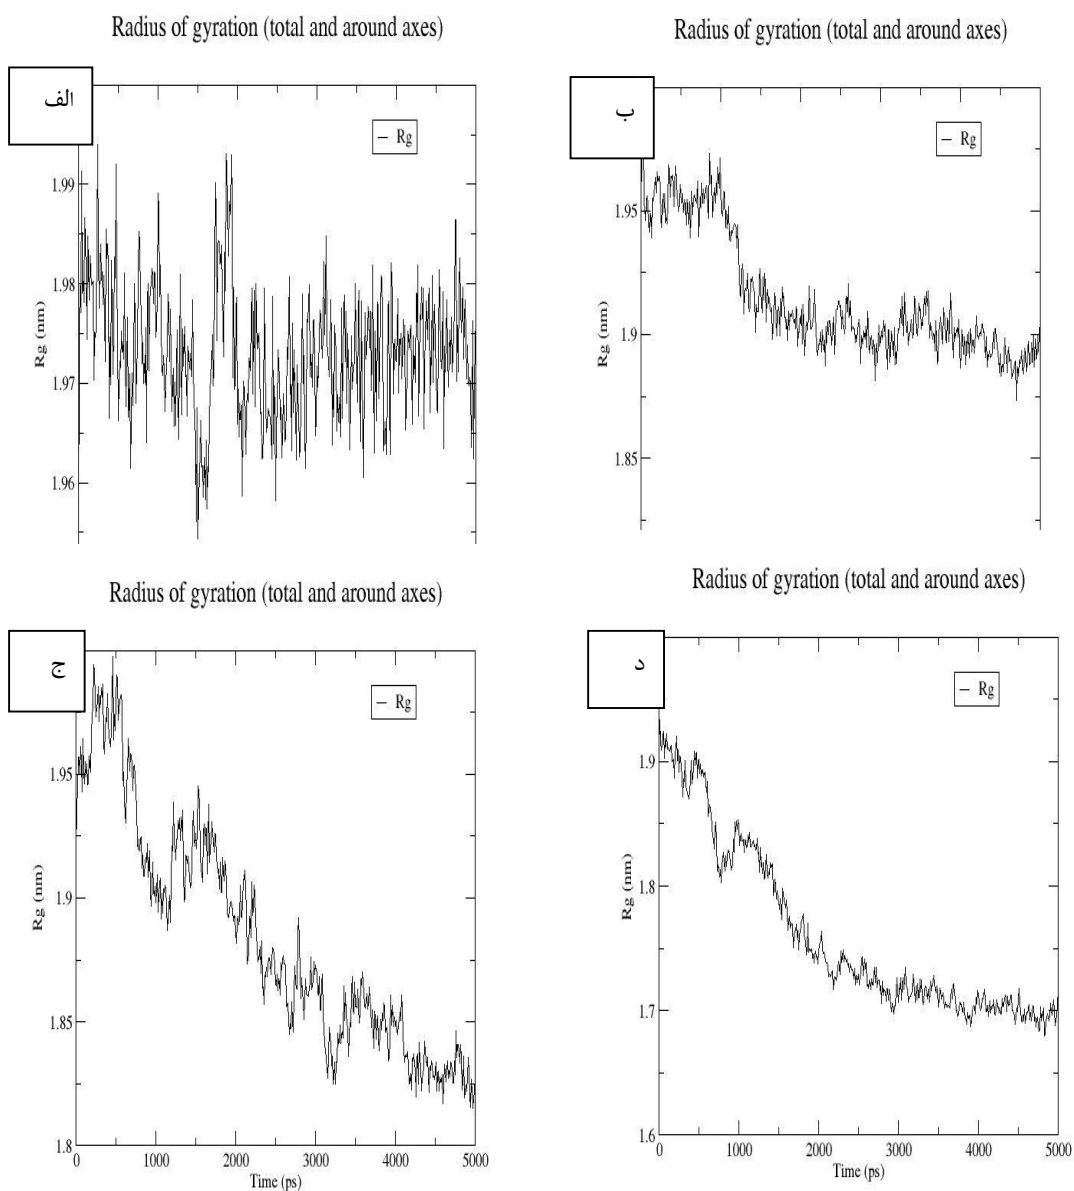 Radius of gyration (total and around axes)
الف
Rg
1.99
1.98
1.97
1.96
Rg (nm)
Radius of gyration (total and around axes)
ب
Rg
1.95
1.9
1.85
Rg (nm)
Radius of gyration (total and around axes)
ج
Rg
1.95
1.9
1.85
1.8
Rg (nm)
0 1000 2000 3000 4000 5000
Time (ps)
Radius of gyration (total and around axes)
د
Rg
1.9
1.8
1.7
1.6
Rg (nm)
0 1000 2000 3000 4000 5000
Time (ps)